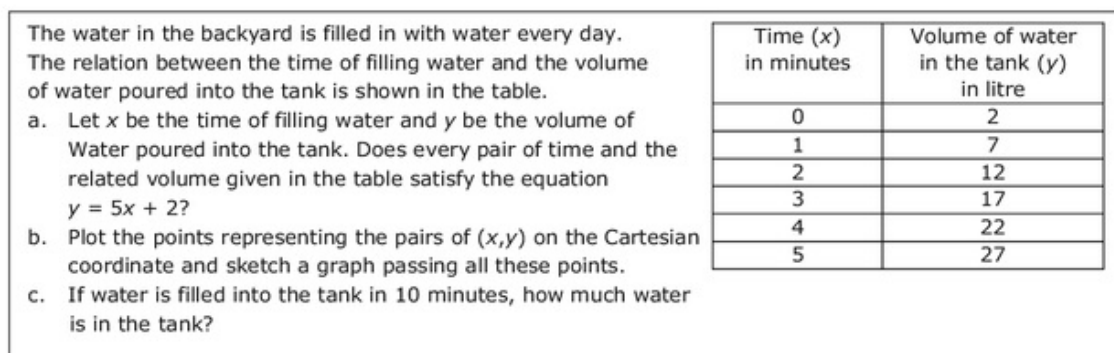 The water in the backyard is filled in with water every day.
The relation between the time of filling water and the volume
of water poured into the tank is shown in the table.
a. Let x be the time of filling water and y be the volume of
Water poured into the tank. Does every pair of time and the
related volume given in the table satisfy the equation
y = 5x + 2?
b. Plot the points representing the pairs of (x,y) on the Cartesian
coordinate and sketch a graph passing all these points.
c. If water is filled into the tank in 10 minutes, how much water
is in the tank?
Time (x) Volume of water
in minutes in the tank (y)
in litre
0 2
1 7
2 12
3 17
4 22
5 27